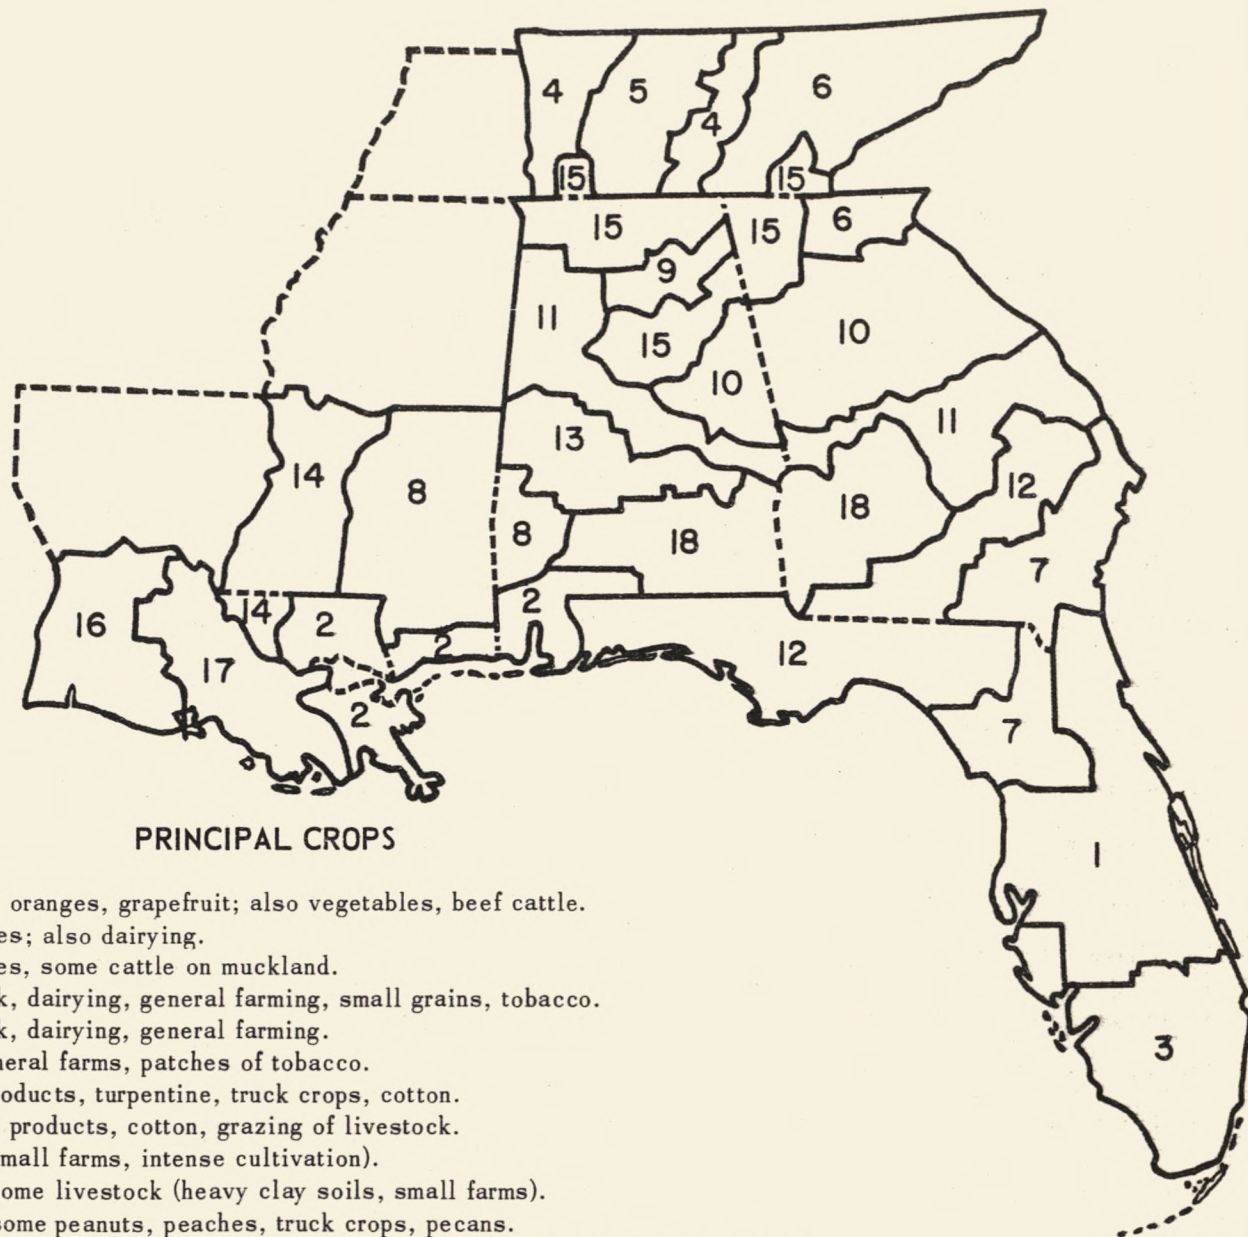 4 5 4 6
15 15
15 15 6
9
11 15 10 10
13 11
14 8 12
8 18 18
7
16 14 2 2 2 12
17
2 7
PRINCIPAL CROPS
1
oranges, grapefruit; also vegetables, beef cattle.
es; also dairying.
es, some cattle on muckland.
k, dairying, general farming, small grains, tobacco.
k, dairying, general farming.
3
neral farms, patches of tobacco.
oducts, turpentine, truck crops, cotton.
products, cotton, grazing of livestock.
mall farms, intense cultivation).
ome livestock (heavy clay soils, small farms).
some peanuts, peaches, truck crops, pecans.